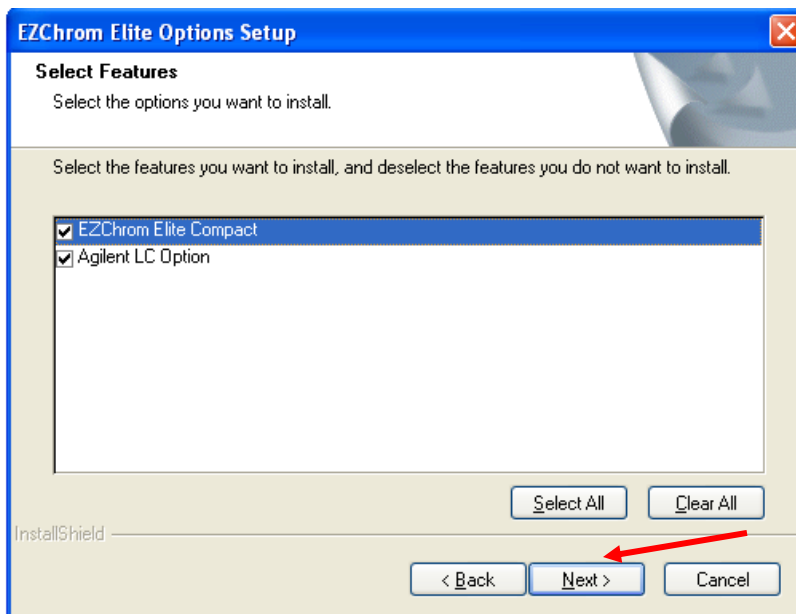 EZChrom Elite Options Setup
Select Features
Select the options you want to install.
Select the features you want to install, and deselect the features you do not want to install.
EZChrom Elite Compact
Agilent LC Option
Select All
Clear All
InstallShield
< Back
Next >
Cancel